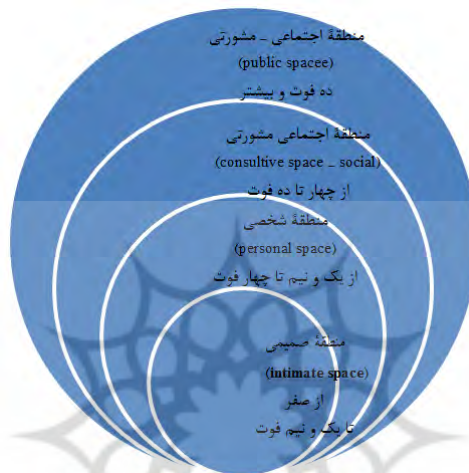 منطقهٔ اجتماعی _ مشورتی
(public spacee)
ده فوت و بیشتر
منطقهٔ اجتماعی مشورتی
(consultive space _ social)
از چهار تا ده فوت
منطقهٔ شخصی
(personal space)
از یک و نیم تا چهار فوت
منطقهٔ صمیمی
(intimate space)
از صفر
تا یک و نیم فوت